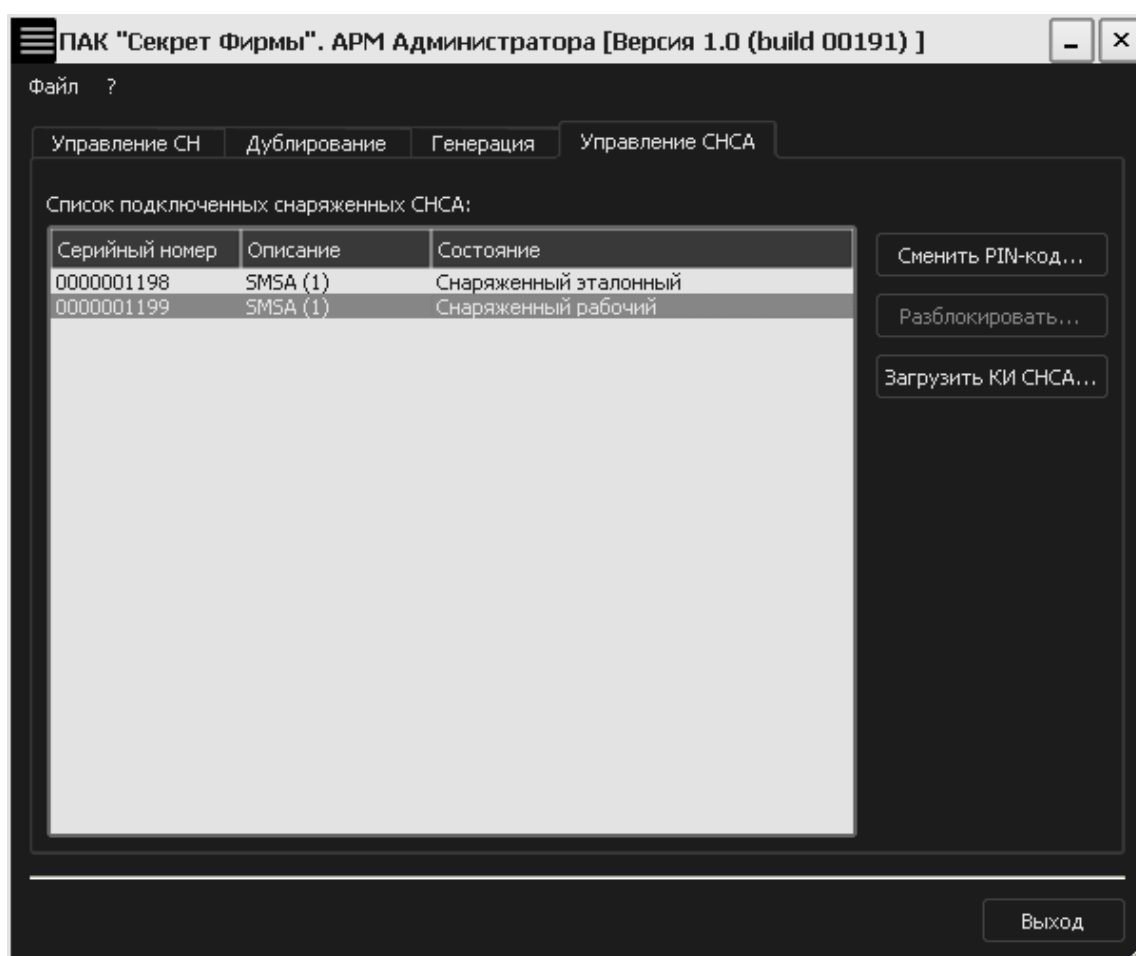 ПАК "Секрет Фирмы". АРМ Администратора [Версия 1.0 (build 00191) ]
Файл ?
Управление СН Дублирование Генерация Управление СНСА
Список подключенных снаряженных СНСА:
Серийный номер Описание Состояние
0000001198 SMSA (1) Снаряженный эталонный
0000001199 SMSA (1) Снаряженный рабочий
Сменить PIN-код...
Разблокировать...
Загрузить КИ СНСА...
Выход